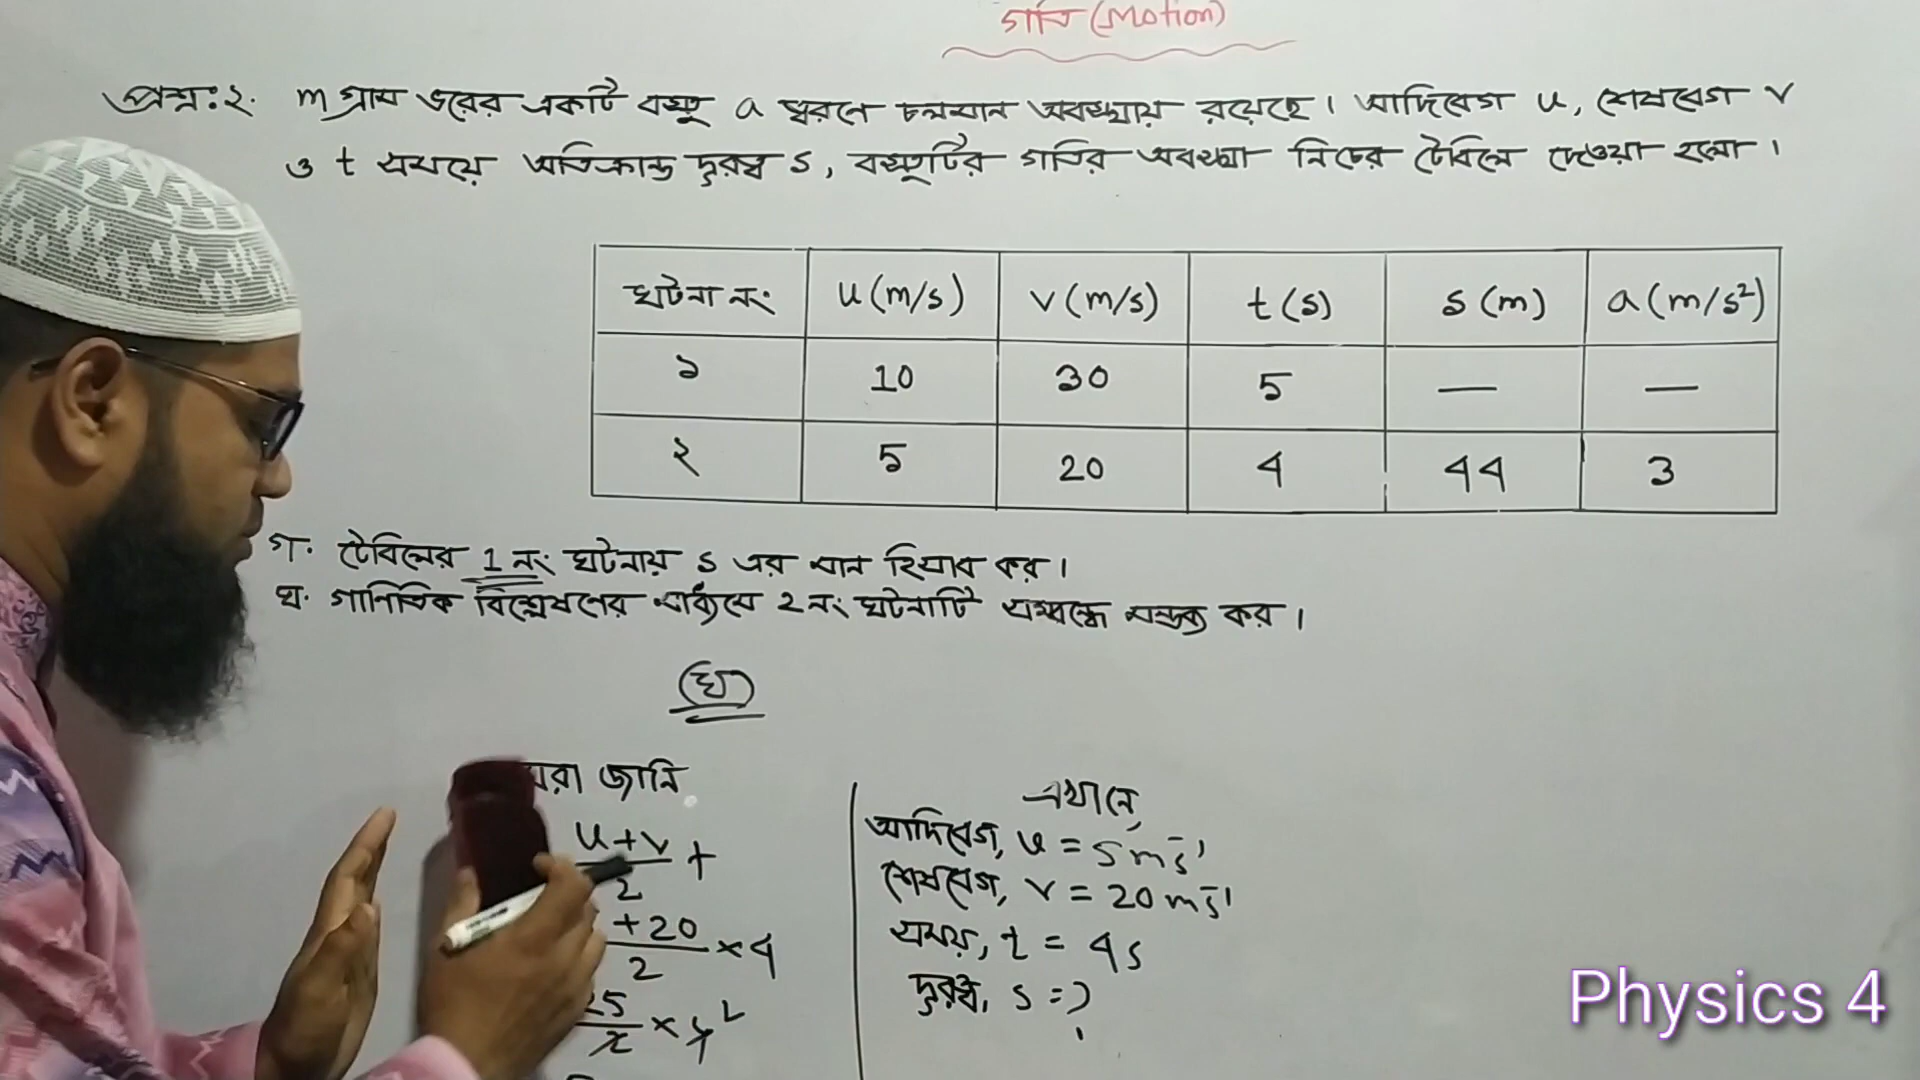 গতি (Motion)
প্রশ্ন:২. m গ্রাম ভরের একটি বস্তু a ত্বরণে চলমান অবস্থায় রয়েছে। আদিবেগ u, শেষবেগ v
ও t সময়ে অতিক্রান্ত দূরত্ব s, বস্তুটির গতির অবস্থা নিচের টেবিলে দেওয়া হলো।
ঘটনা নং u (m/s) v (m/s) t (s) s (m) a (m/s²)
১ 10 30 5 — —
২ 5 20 4 44 3
গ. টেবিলের 1 নং ঘটনায় s এর মান হিসাব কর।
ঘ. গাণিতিক বিশ্লেষণের মাধ্যমে 2 নং ঘটনাটি সম্বন্ধে মন্তব্য কর।
(ঘ)
জানি
u+v/2 t
+20/2 × 4
25/2 × 4 2
এখানে,
আদিবেগ, u = 5 ms⁻¹
শেষবেগ, v = 20 ms⁻¹
সময়, t = 4s
দূরত্ব, s = ?
Physics 4